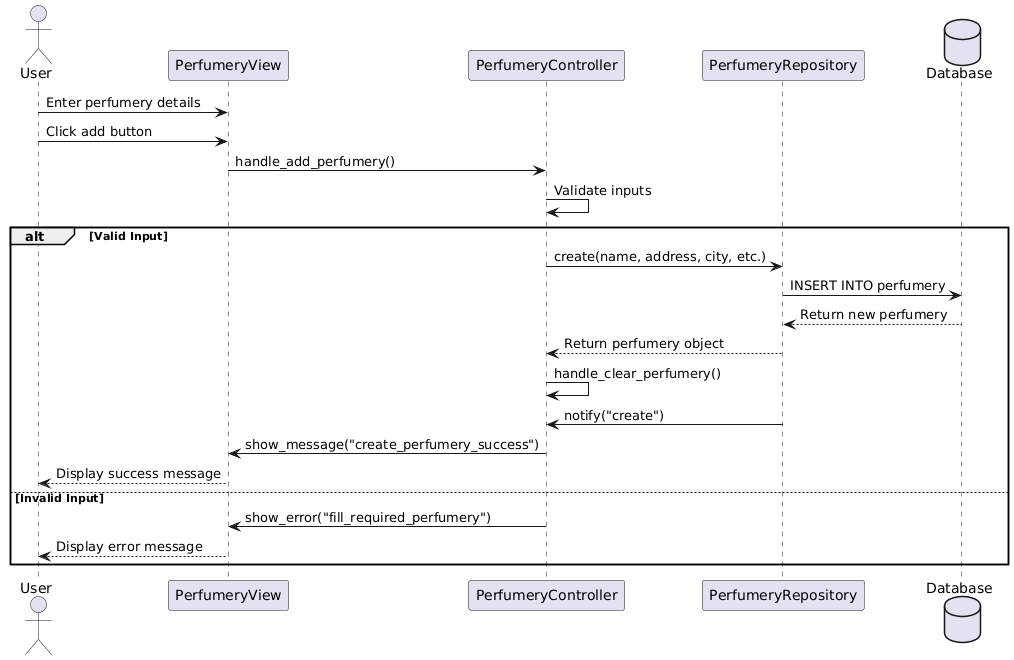 User
PerfumeryView
PerfumeryController
PerfumeryRepository
Database
Enter perfumery details
Click add button
handle_add_perfumery()
Validate inputs
alt
[Valid Input]
create(name, address, city, etc.)
INSERT INTO perfumery
Return new perfumery
Return perfumery object
handle_clear_perfumery()
notify("create")
show_message("create_perfumery_success")
Display success message
[Invalid Input]
show_error("fill_required_perfumery")
Display error message
User
PerfumeryView
PerfumeryController
PerfumeryRepository
Database